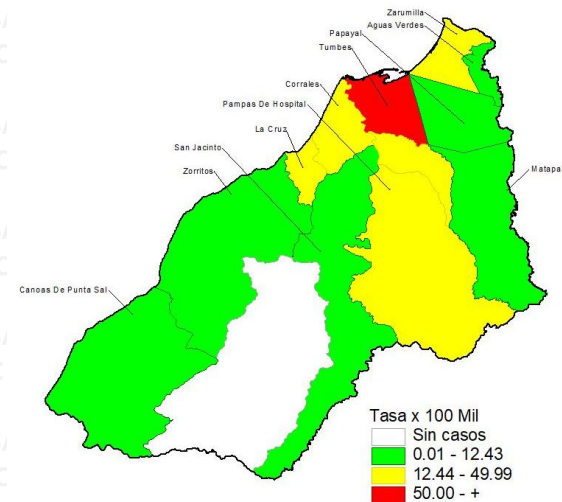 Zarumilla
Aguas Verdes
Papayal
Tumbes
Corrales
Pampas De Hospital
La Cruz
San Jacinto
Zorritos
Matapa
Canoas De Punta Sal
Tasa x 100 Mil
Sin casos
0.01 - 12.43
12.44 - 49.99
50.00 - +